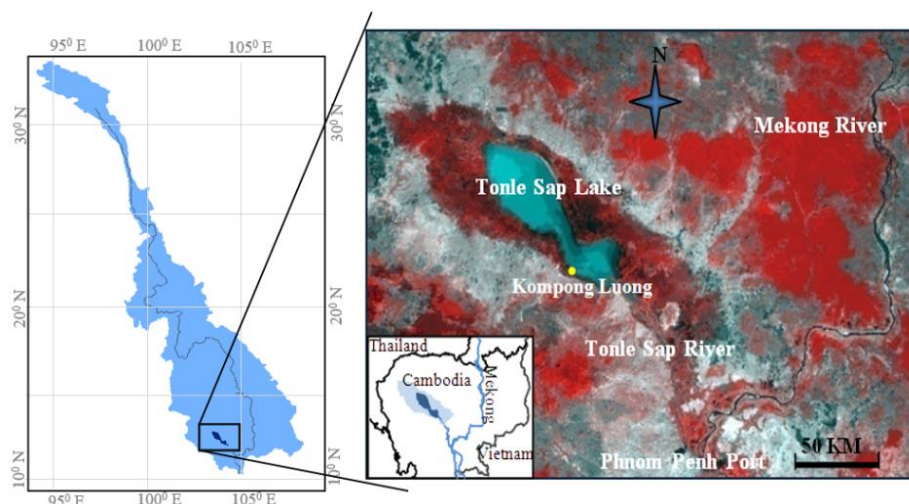 95⁰ E 100⁰ E 105⁰ E
30⁰ N
20⁰ N
10⁰ N
30⁰ N
20⁰ N
10⁰ N
95⁰ E 100⁰ E 105⁰ E
N
Mekong River
Tonle Sap Lake
Kompong Luong
Tonle Sap River
Thailand
Cambodia
Mekong
Vietnam
50 KM
Phnom Penh Port